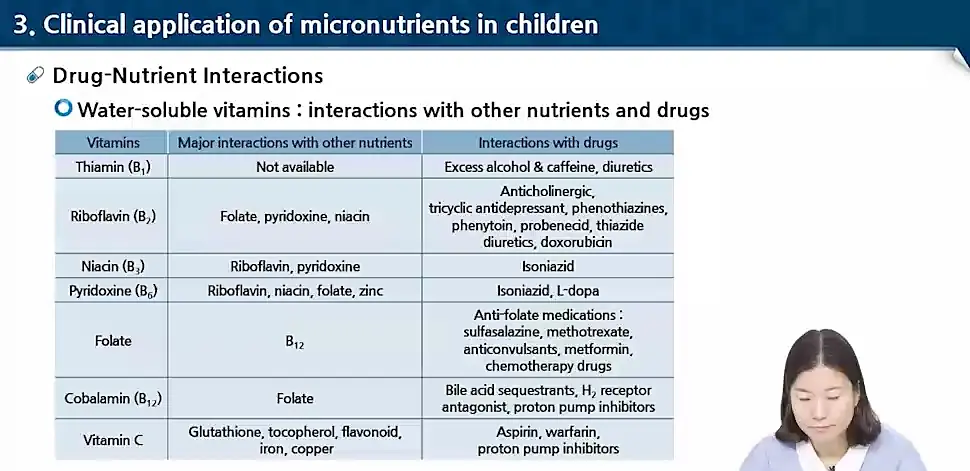 3. Clinical application of micronutrients in children
Drug-Nutrient Interactions
Water-soluble vitamins : interactions with other nutrients and drugs
Vitamins Major interactions with other nutrients Interactions with drugs
Thiamin (B₁) Not available Excess alcohol & caffeine, diuretics
Riboflavin (B₂) Folate, pyridoxine, niacin Anticholinergic,
tricyclic antidepressant, phenothiazines,
phenytoin, probenecid, thiazide
diuretics, doxorubicin
Niacin (B₃) Riboflavin, pyridoxine Isoniazid
Pyridoxine (B₆) Riboflavin, niacin, folate, zinc Isoniazid, L-dopa
Folate B₁₂ Anti-folate medications :
sulfasalazine, methotrexate,
anticonvulsants, metformin,
chemotherapy drugs
Cobalamin (B₁₂) Folate Bile acid sequestrants, H₂ receptor
antagonist, proton pump inhibitors
Vitamin C Glutathione, tocopherol, flavonoid,
iron, copper Aspirin, warfarin,
proton pump inhibitors